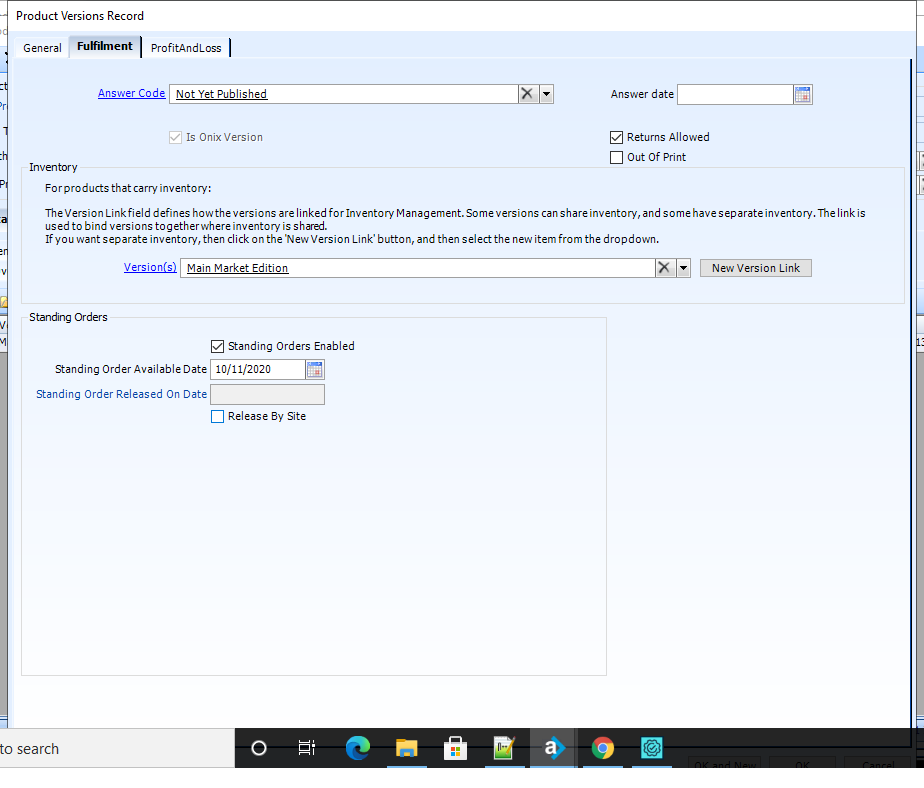 Product Versions Record
General Fulfilment ProfitAndLoss
Answer Code Not Yet Published Answer date
Is Onix Version Returns Allowed
Out Of Print
Inventory
For products that carry inventory:
The Version Link field defines how the versions are linked for Inventory Management. Some versions can share inventory, and some have separate inventory. The link is
used to bind versions together where inventory is shared.
If you want separate inventory, then click on the 'New Version Link' button, and then select the new item from the dropdown.
Version(s) Main Market Edition New Version Link
Standing Orders
Standing Orders Enabled
Standing Order Available Date 10/11/2020
Standing Order Released On Date
Release By Site
to search
OK and New OK Cancel